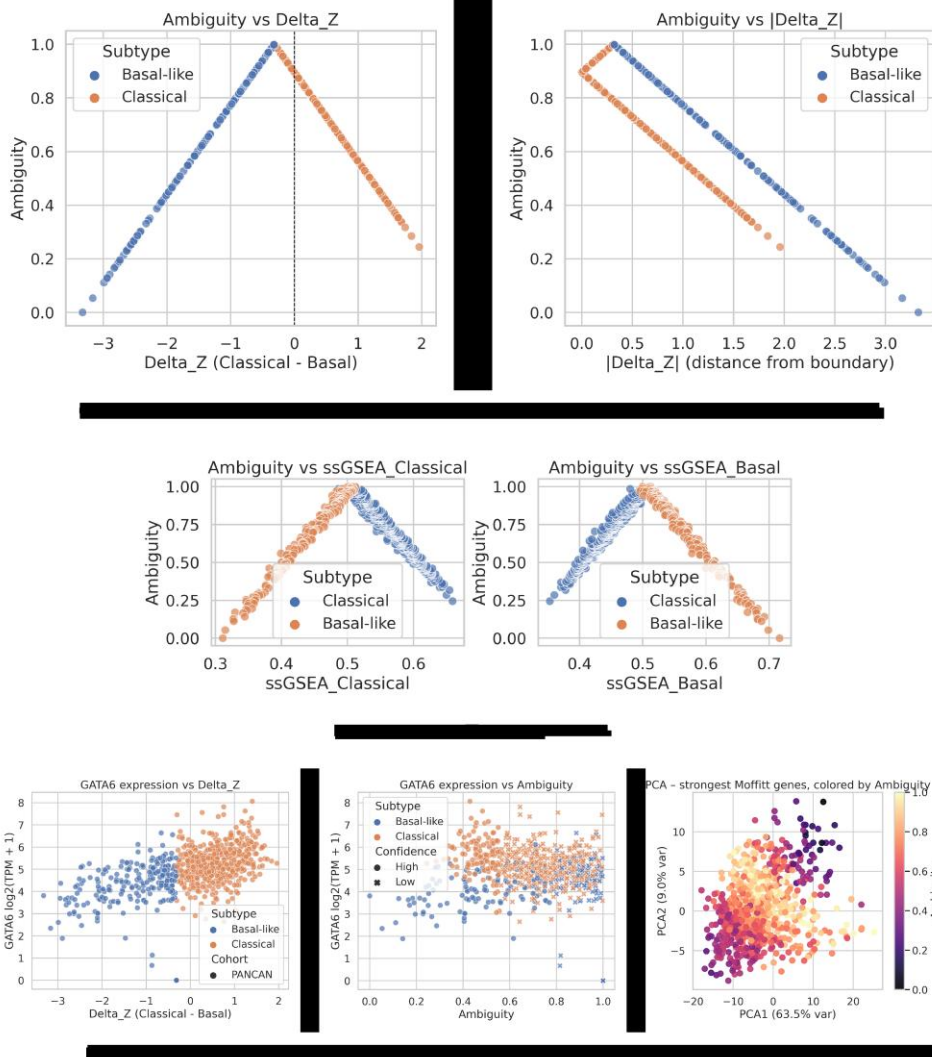 Ambiguity vs Delta_Z
Ambiguity
1.0
0.8
0.6
0.4
0.2
0.0
Subtype
Basal-like
Classical
−3
−2
−1
0
1
2
Delta_Z (Classical - Basal)
Ambiguity vs |Delta_Z|
Ambiguity
1.0
0.8
0.6
0.4
0.2
0.0
Subtype
Basal-like
Classical
0.0
0.5
1.0
1.5
2.0
2.5
3.0
|Delta_Z| (distance from boundary)
Ambiguity vs ssGSEA_Classical
Ambiguity
1.00
0.75
0.50
0.25
0.00
Subtype
Classical
Basal-like
0.3
0.4
0.5
0.6
ssGSEA_Classical
Ambiguity vs ssGSEA_Basal
Ambiguity
1.00
0.75
0.50
0.25
0.00
Subtype
Classical
Basal-like
0.4
0.5
0.6
0.7
ssGSEA_Basal
GATA6 expression vs Delta_Z
GATA6 log2(TPM + 1)
8
7
6
5
4
3
2
1
0
Subtype
Basal-like
Classical
Cohort
PANCAN
−3
−2
−1
0
1
2
Delta_Z (Classical - Basal)
GATA6 expression vs Ambiguity
GATA6 log2(TPM + 1)
8
7
6
5
4
3
2
1
0
Subtype
Basal-like
Classical
Confidence
High
Low
0.0
0.2
0.4
0.6
0.8
1.0
Ambiguity
PCA – strongest Moffitt genes, colored by Ambiguity
PCA2 (9.0% var)
10
5
0
−5
−20
−10
0
10
20
PCA1 (63.5% var)
1.0
0.8
0.6
0.4
0.2
0.0